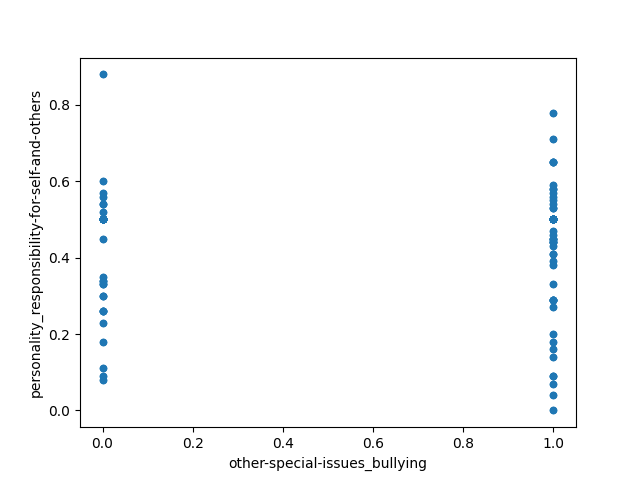 personality_responsibility-for-self-and-others
0.8
0.6
0.4
0.2
0.0
0.0 0.2 0.4 0.6 0.8 1.0
other-special-issues_bullying